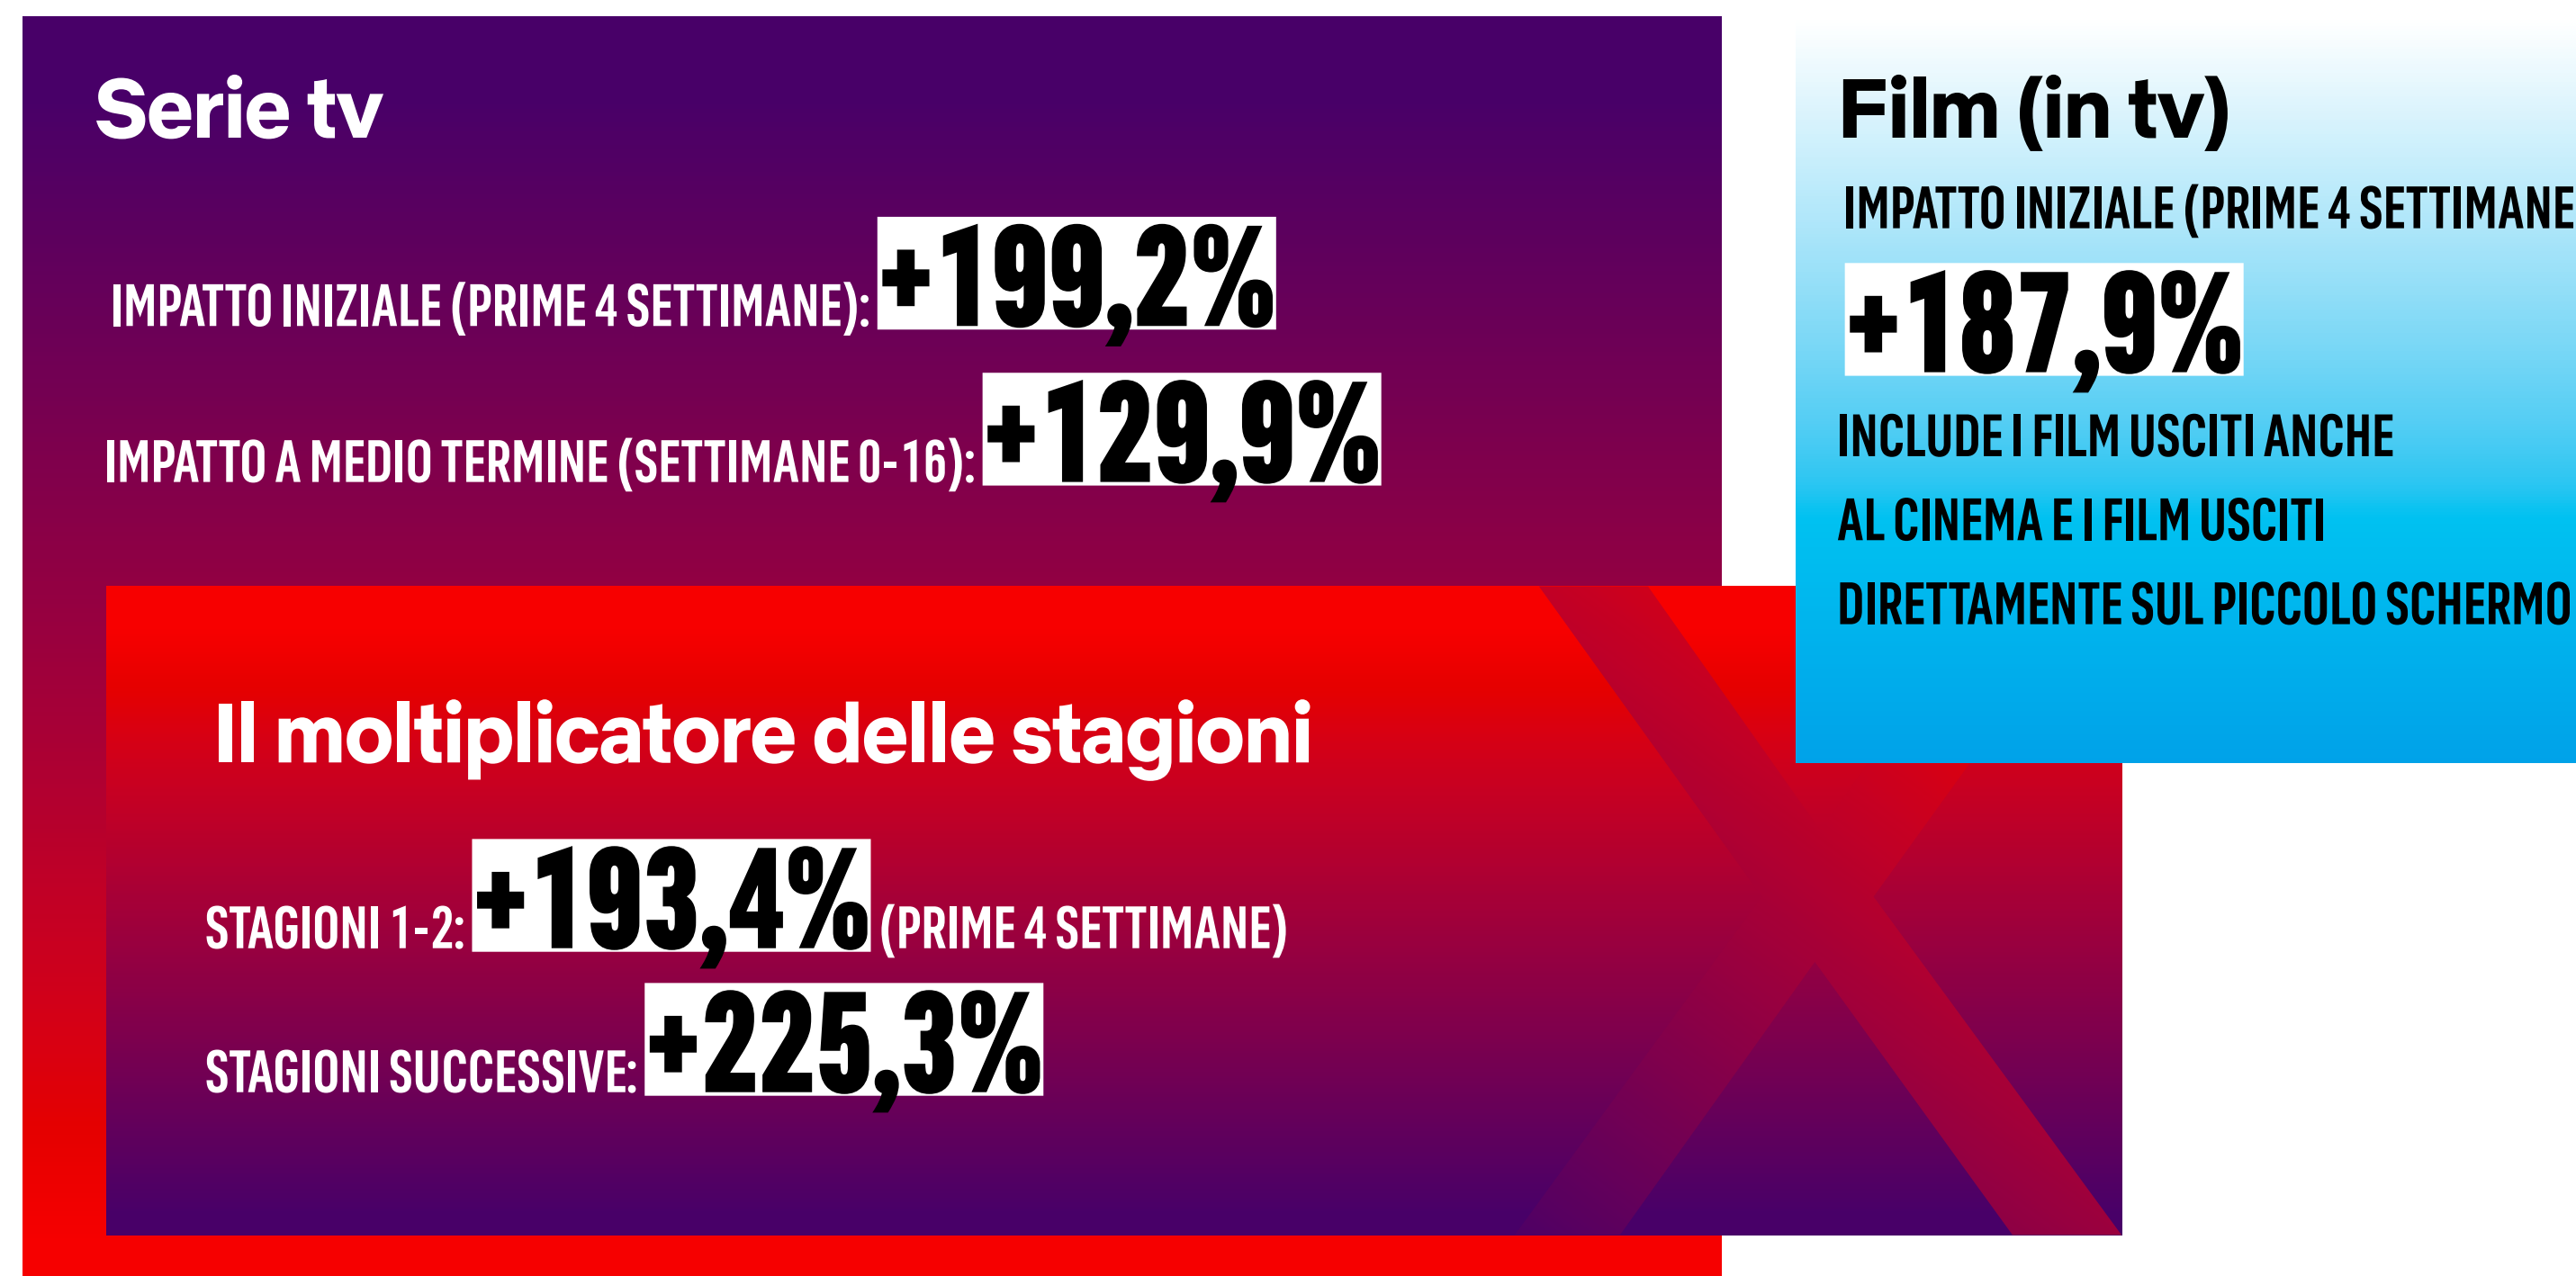 Serie tv
IMPATTO INIZIALE (PRIME 4 SETTIMANE): +199,2%
IMPATTO A MEDIO TERMINE (SETTIMANE 0-16): +129,9%
Il moltiplicatore delle stagioni
STAGIONI 1-2: +193,4% (PRIME 4 SETTIMANE)
STAGIONI SUCCESSIVE: +225,3%
Film (in tv)
IMPATTO INIZIALE (PRIME 4 SETTIMANE
+187,9%
INCLUDE I FILM USCITI ANCHE
AL CINEMA E I FILM USCITI
DIRETTAMENTE SUL PICCOLO SCHERMO